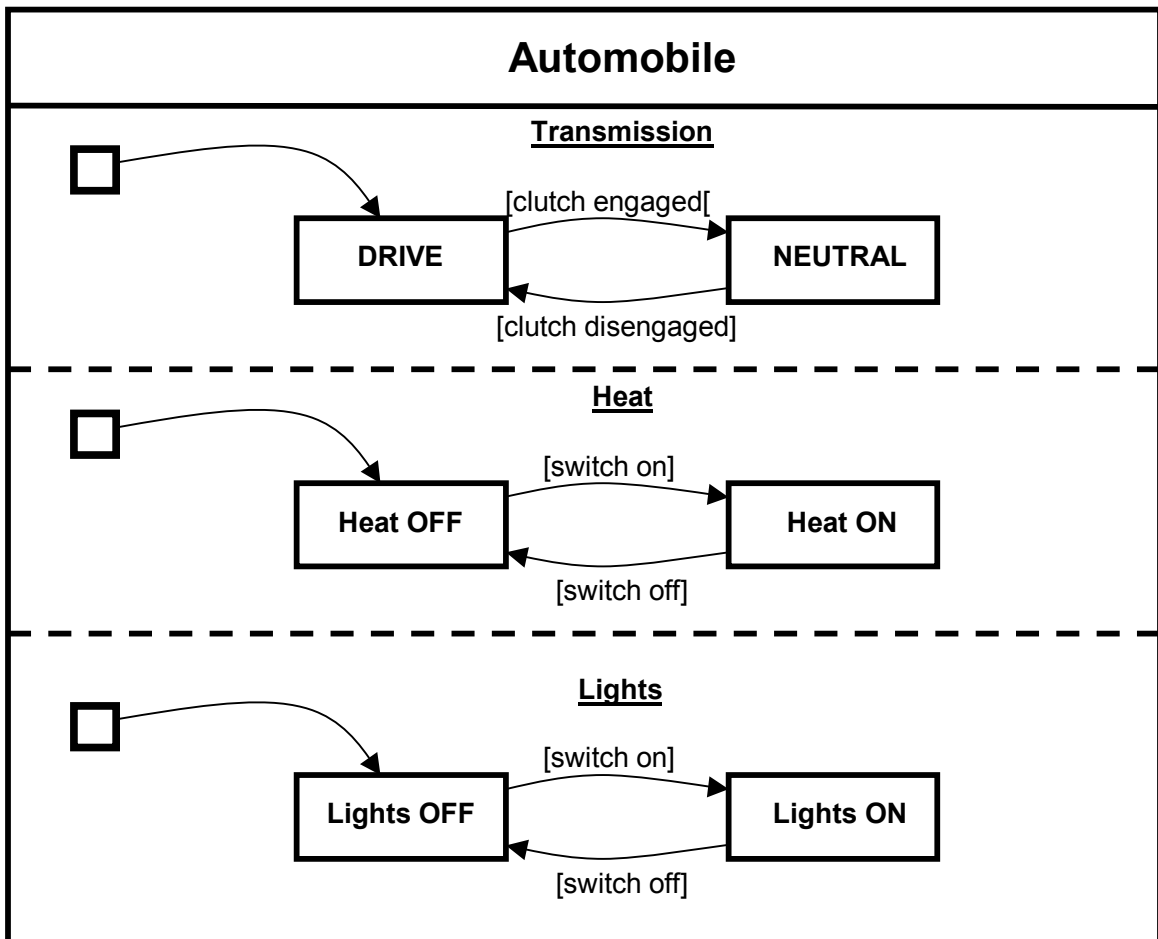 Automobile
Transmission
[clutch engaged[
DRIVE
NEUTRAL
[clutch disengaged]
Heat
[switch on]
Heat OFF
Heat ON
[switch off]
Lights
[switch on]
Lights OFF
Lights ON
[switch off]